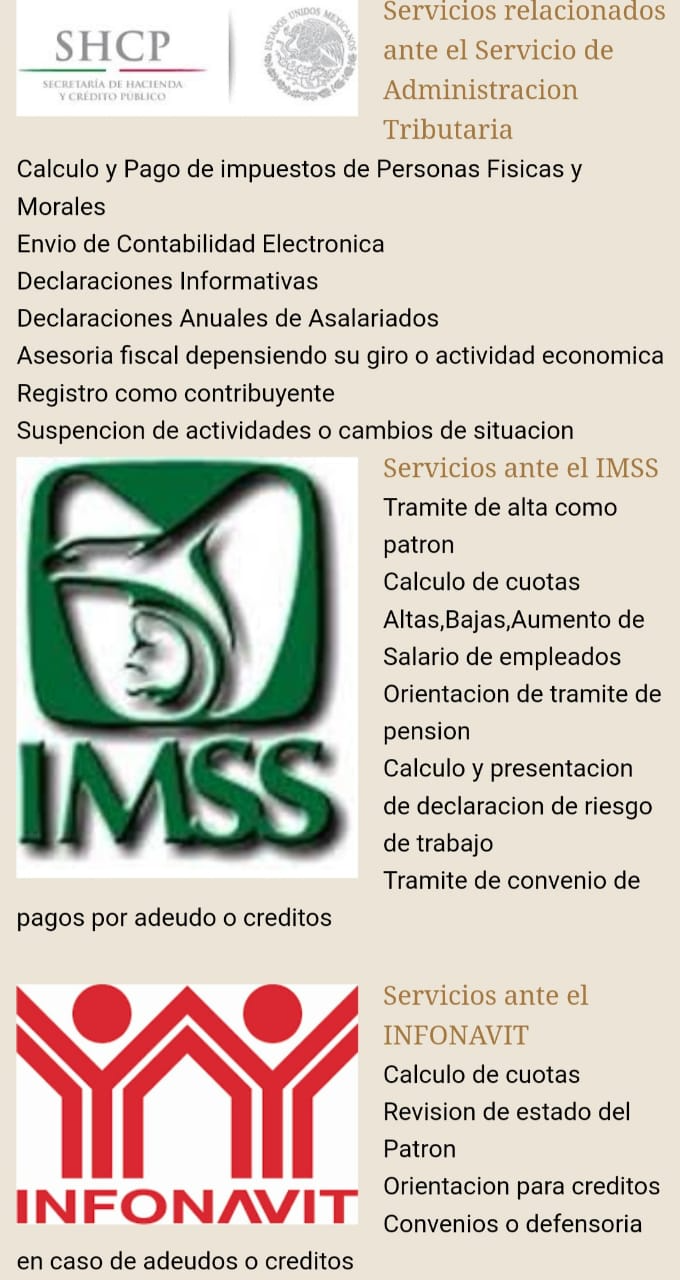 SHCP
SECRETARÍA DE HACIENDA
Y CRÉDITO PÚBLICO
ESTADOS UNIDOS MEXICANOS
Servicios relacionados
ante el Servicio de
Administracion
Tributaria
Calculo y Pago de impuestos de Personas Fisicas y
Morales
Envio de Contabilidad Electronica
Declaraciones Informativas
Declaraciones Anuales de Asalariados
Asesoria fiscal depensiendo su giro o actividad economica
Registro como contribuyente
Suspencion de actividades o cambios de situacion
IMSS
Servicios ante el IMSS
Tramite de alta como
patron
Calculo de cuotas
Altas,Bajas,Aumento de
Salario de empleados
Orientacion de tramite de
pension
Calculo y presentacion
de declaracion de riesgo
de trabajo
Tramite de convenio de
pagos por adeudo o creditos
INFONAVIT
Servicios ante el
INFONAVIT
Calculo de cuotas
Revision de estado del
Patron
Orientacion para creditos
Convenios o defensoria
en caso de adeudos o creditos